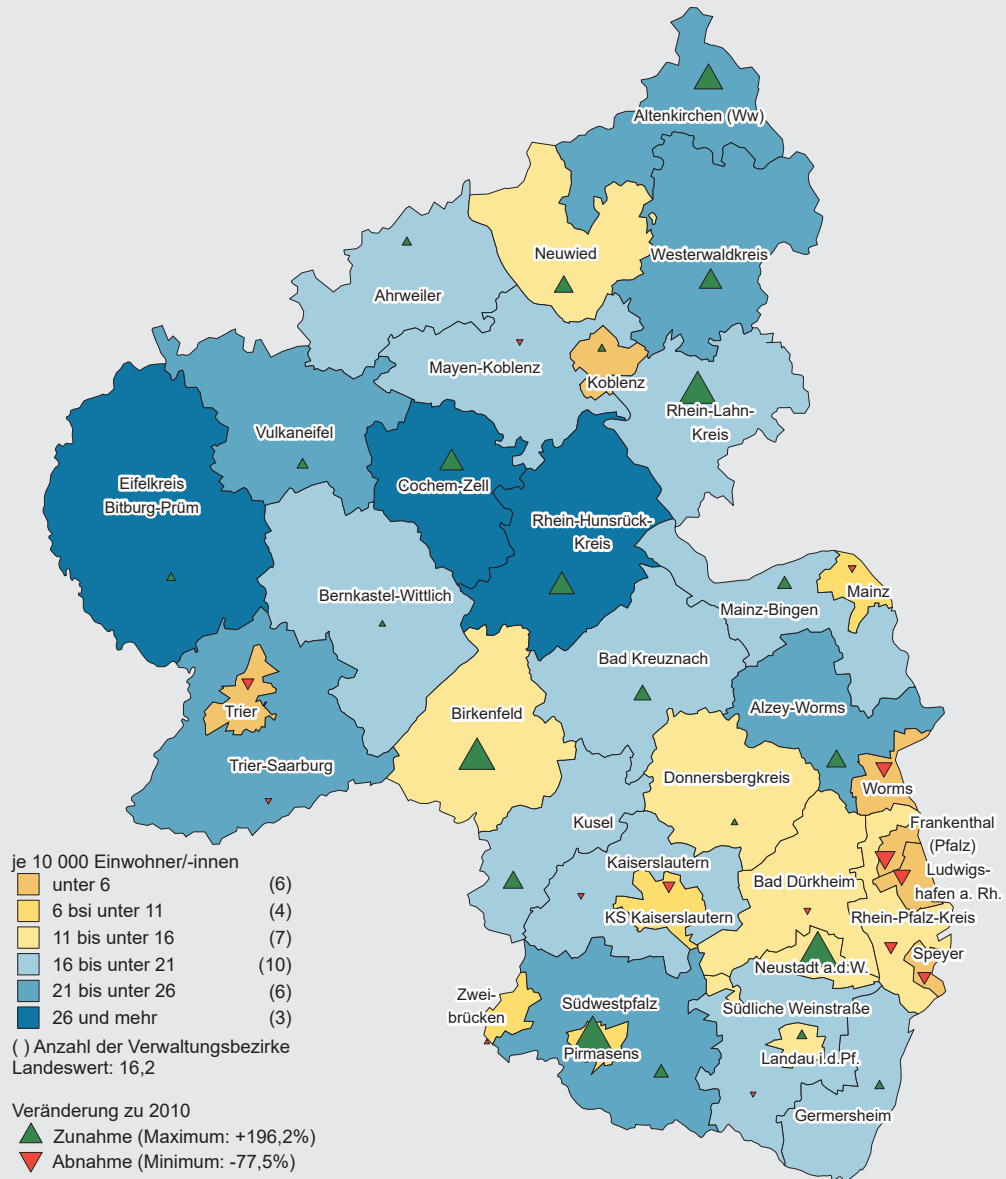 Altenkirchen (Ww)
Neuwied
Westerwaldkreis
Ahrweiler
Mayen-Koblenz
Koblenz
Rhein-Lahn-
Kreis
Vulkaneifel
Eifelkreis
Bitburg-Prüm
Cochem-Zell
Rhein-Hunsrück-
Kreis
Bernkastel-Wittlich
Mainz-Bingen
Mainz
Bad Kreuznach
Trier
Birkenfeld
Alzey-Worms
Trier-Saarburg
Donnersbergkreis
Worms
Kusel
Frankenthal
(Pfalz)
Kaiserslautern
Bad Dürkheim
Ludwigs-
hafen a. Rh.
KS Kaiserslautern
Rhein-Pfalz-Kreis
Neustadt a.d.W.
Speyer
Zwei-
brücken
Südwestpfalz
Südliche Weinstraße
Pirmasens
Landau i.d.Pf.
Germersheim
je 10 000 Einwohner/-innen
unter 6 (6)
6 bsi unter 11 (4)
11 bis unter 16 (7)
16 bis unter 21 (10)
21 bis unter 26 (6)
26 und mehr (3)
( ) Anzahl der Verwaltungsbezirke
Landeswert: 16,2
Veränderung zu 2010
Zunahme (Maximum: +196,2%)
Abnahme (Minimum: -77,5%)